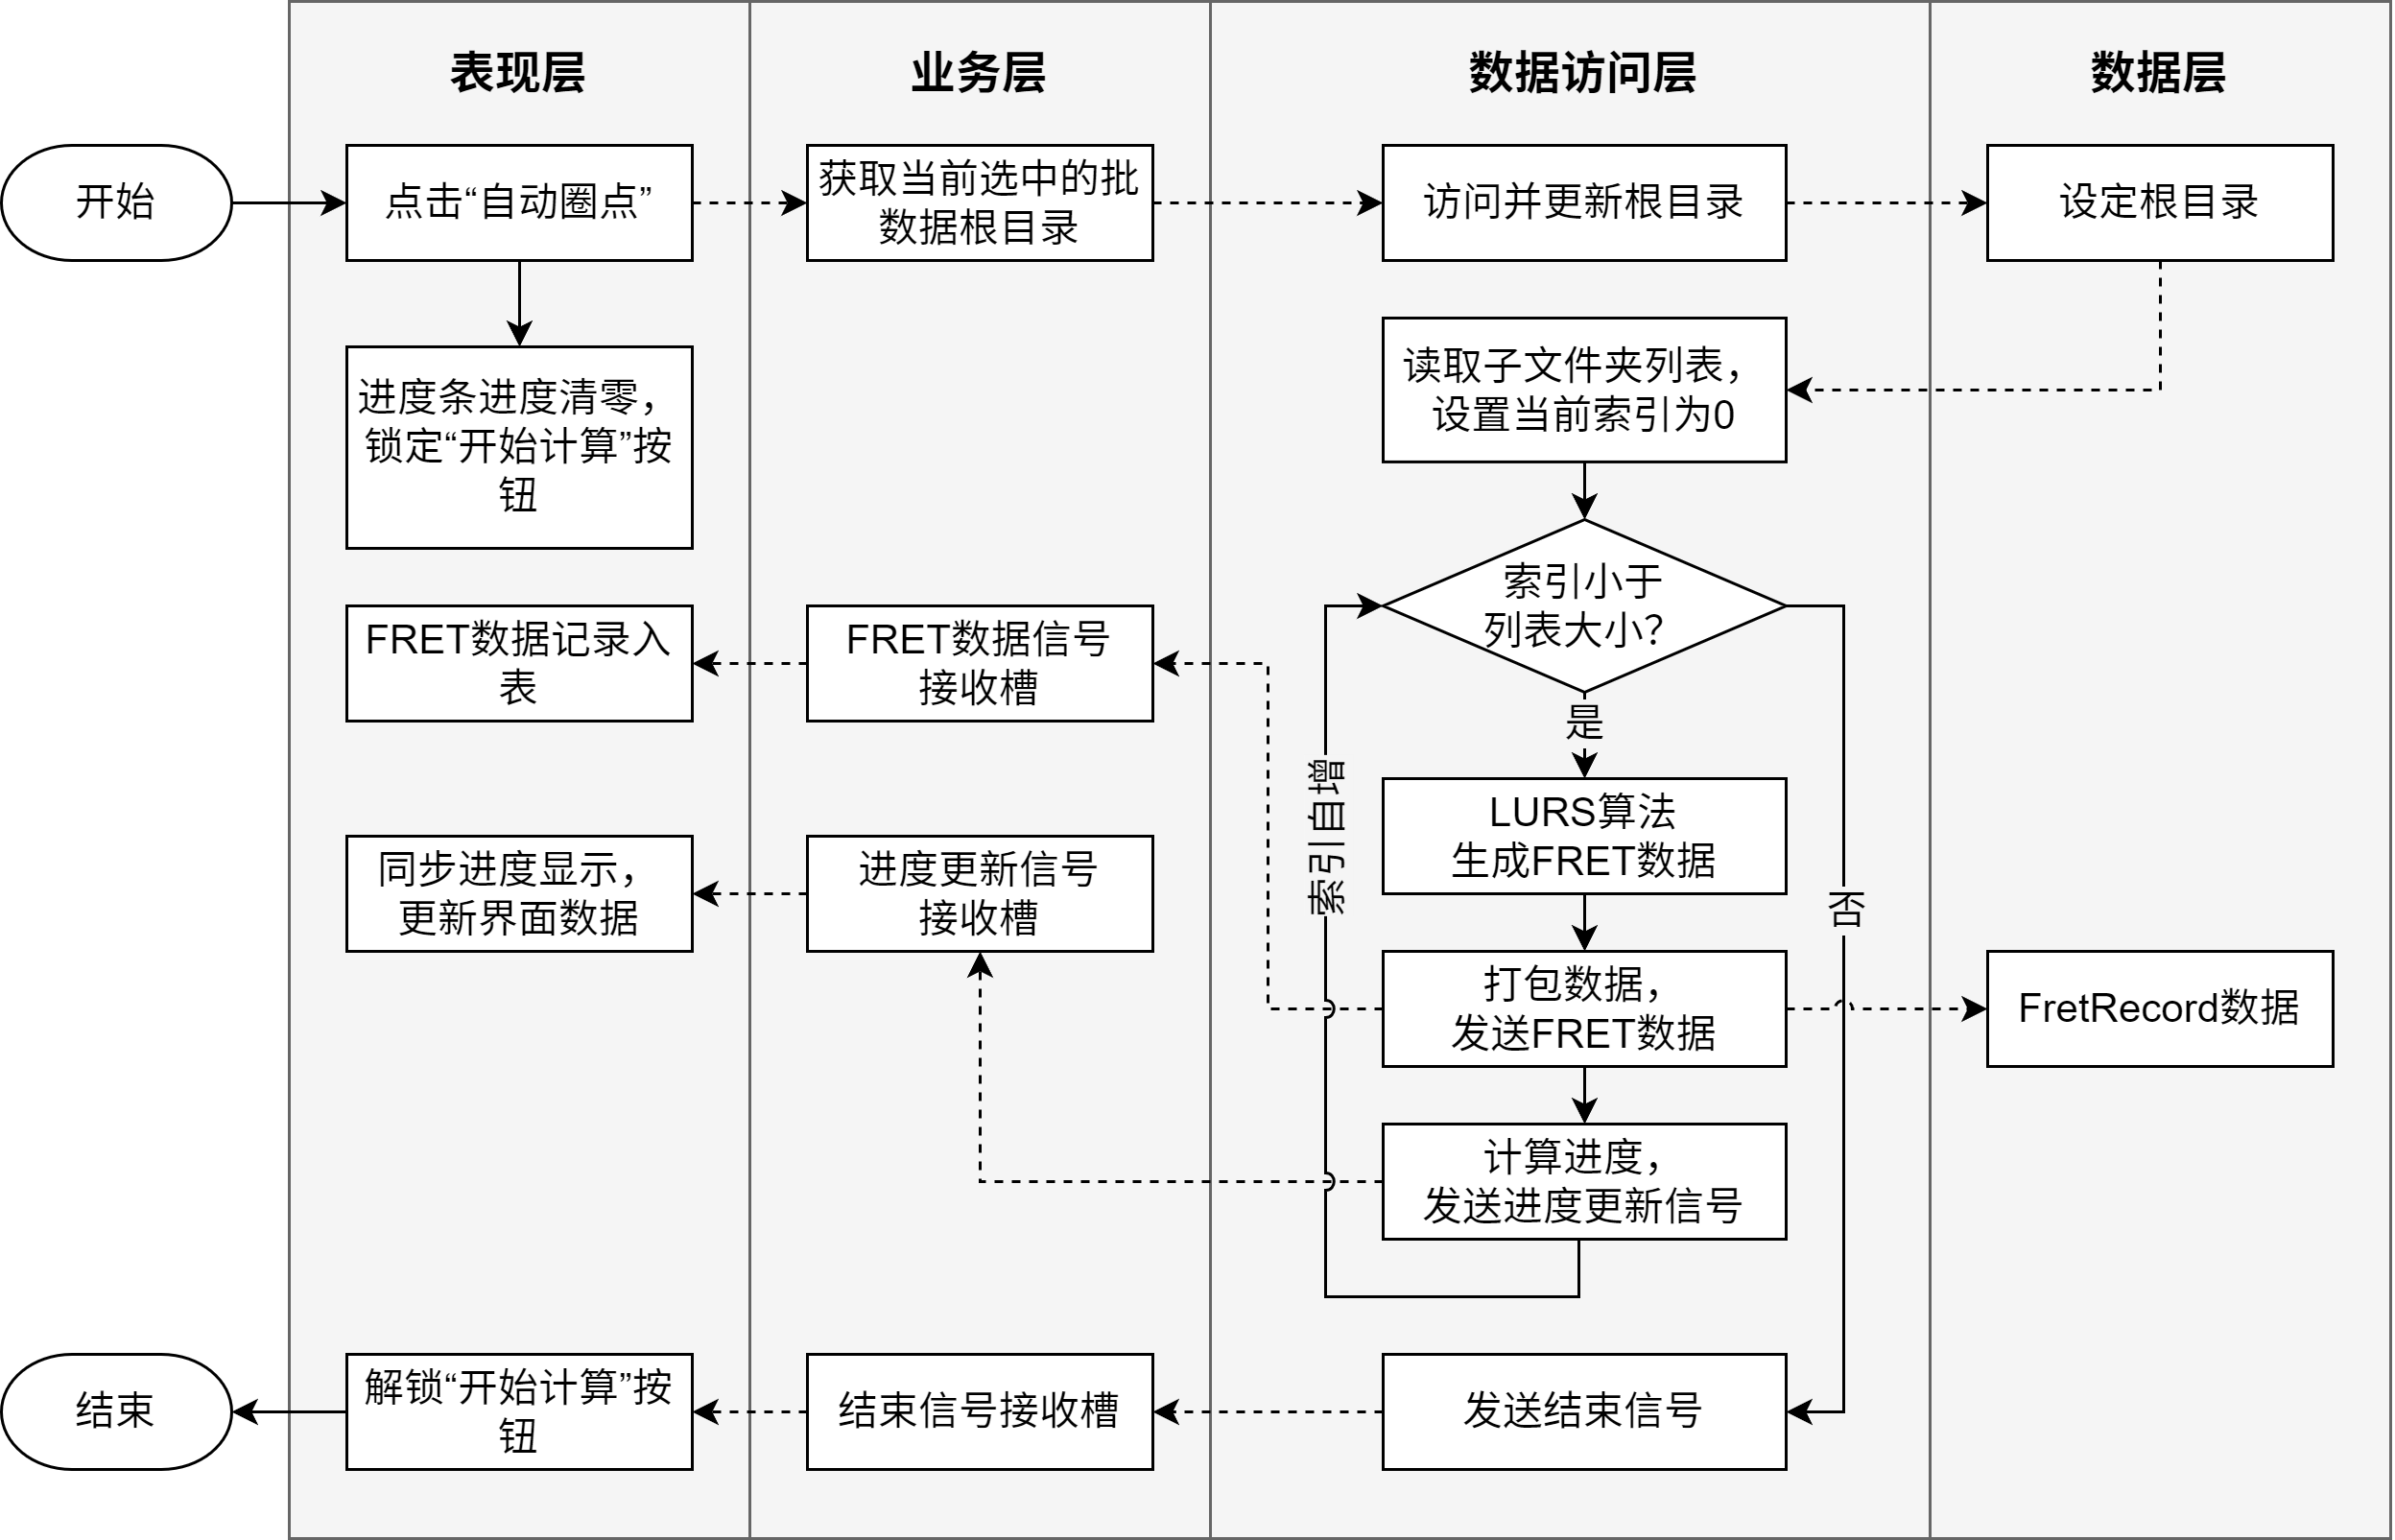 表现层
业务层
数据访问层
数据层
开始
点击“自动圈点”
获取当前选中的批
数据根目录
访问并更新根目录
设定根目录
进度条进度清零，
锁定“开始计算”按
钮
读取子文件夹列表，
设置当前索引为0
索引小于
列表大小？
FRET数据记录入
表
FRET数据信号
接收槽
是
索引自增
LURS算法
生成FRET数据
否
同步进度显示，
更新界面数据
进度更新信号
接收槽
打包数据，
发送FRET数据
FretRecord数据
计算进度，
发送进度更新信号
结束
解锁“开始计算”按
钮
结束信号接收槽
发送结束信号